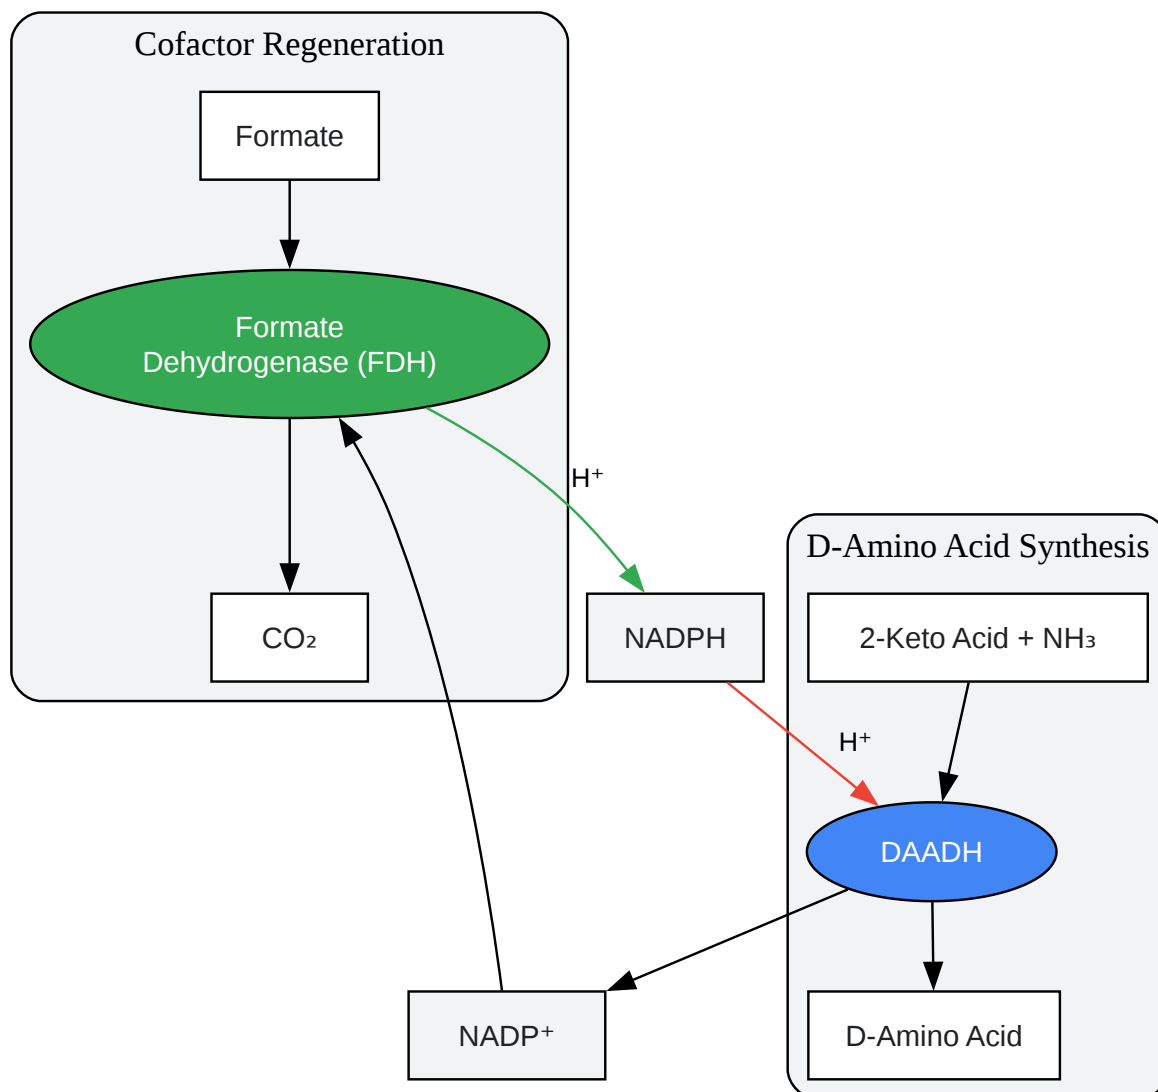 Cofactor Regeneration
Formate
Formate
Dehydrogenase (FDH)
H⁺
CO₂
NADPH
D-Amino Acid Synthesis
2-Keto Acid + NH₃
H⁺
DAADH
NADP⁺
D-Amino Acid